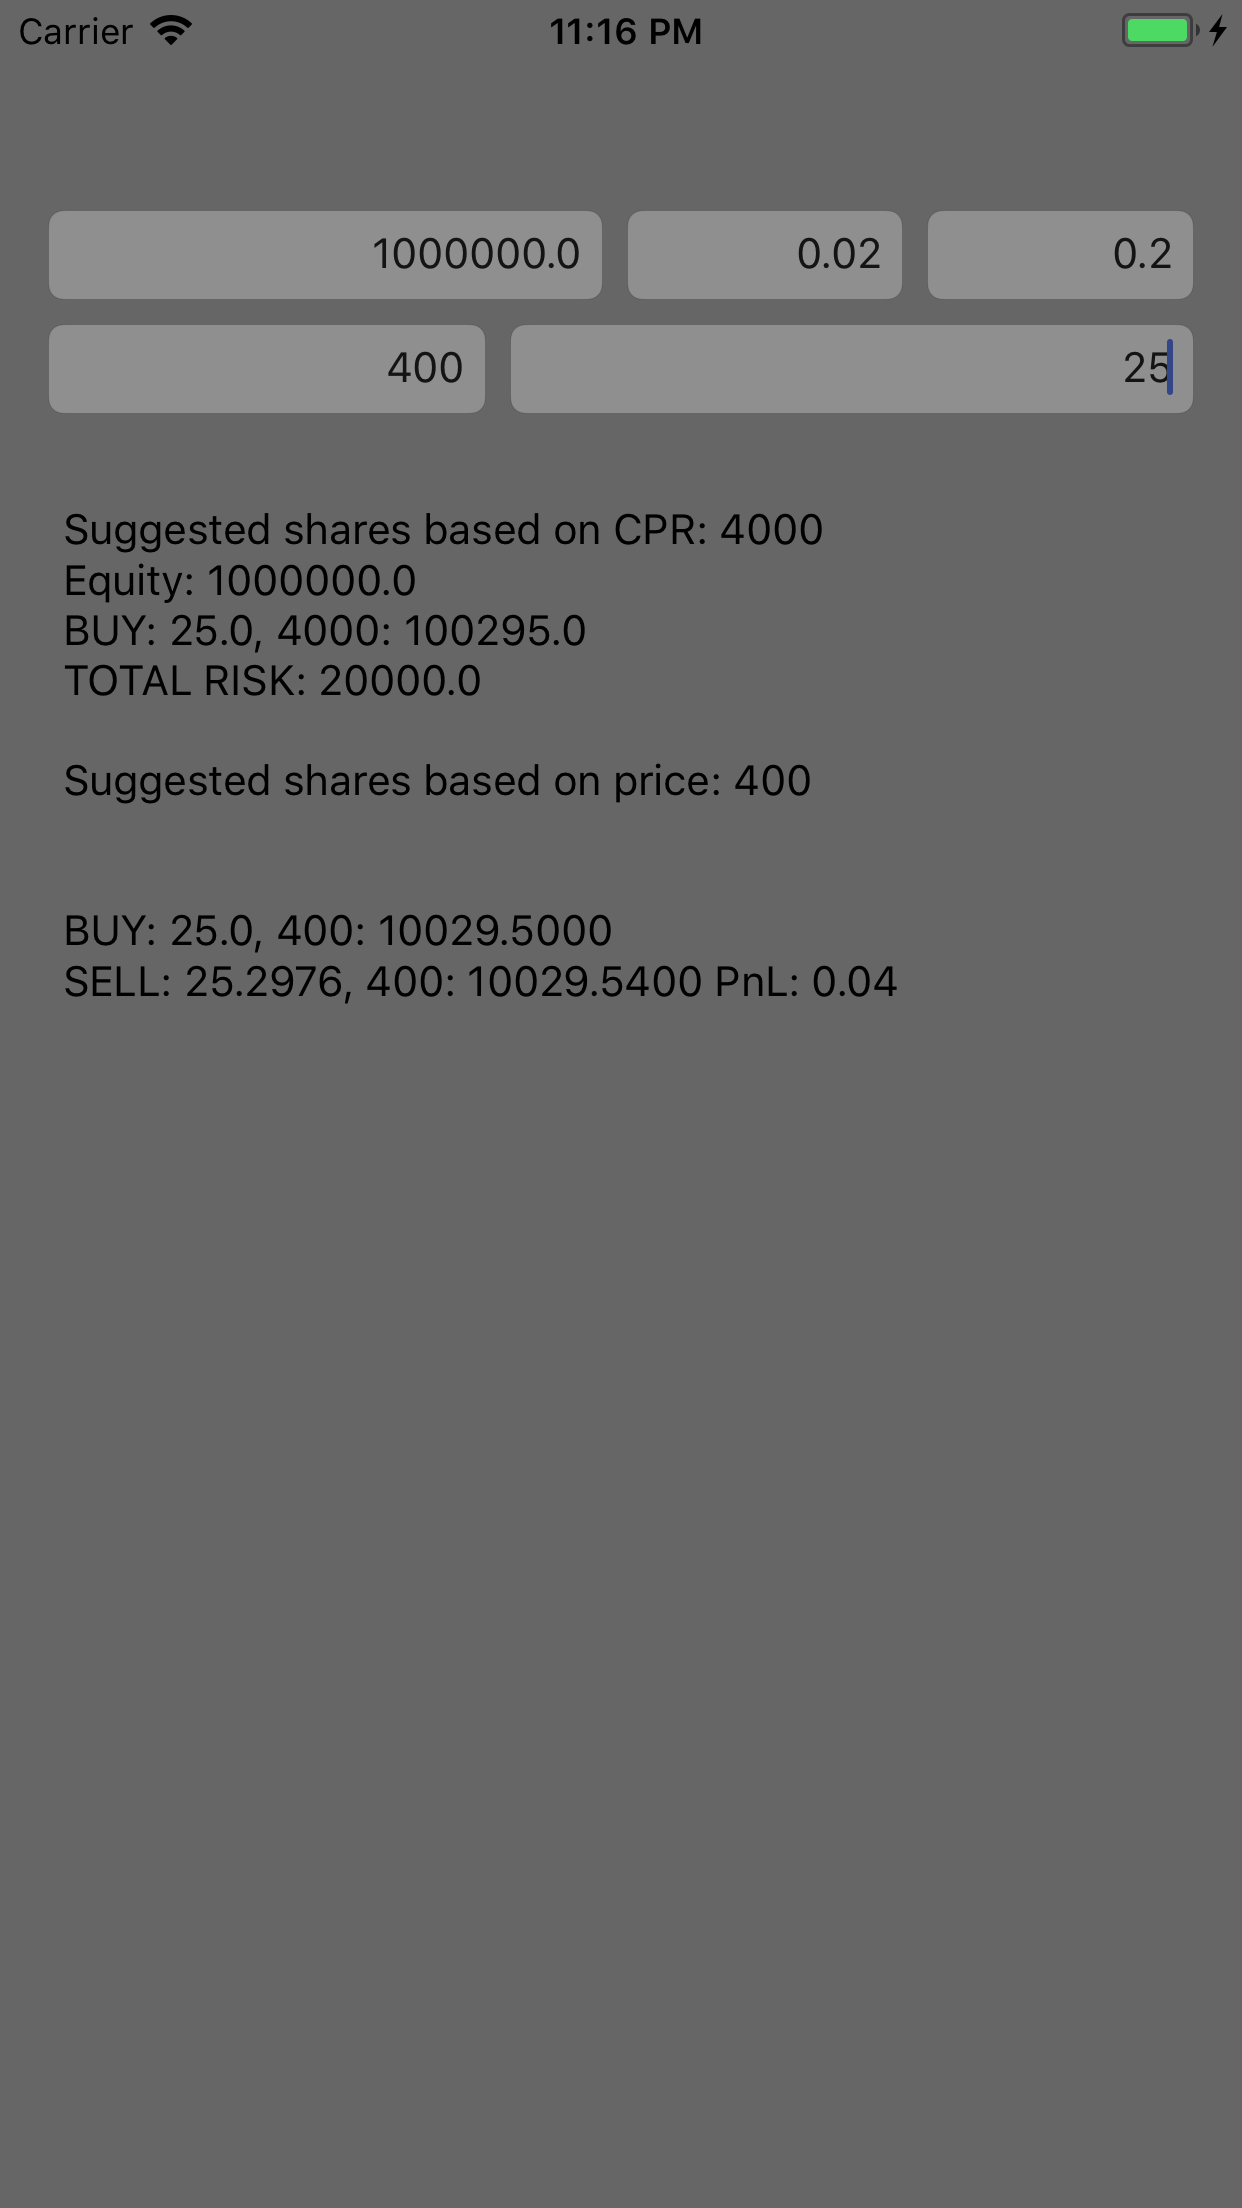 Carrier 11:16 PM
1000000.0 0.02 0.2
400 25
Suggested shares based on CPR: 4000
Equity: 1000000.0
BUY: 25.0, 4000: 100295.0
TOTAL RISK: 20000.0
Suggested shares based on price: 400
BUY: 25.0, 400: 10029.5000
SELL: 25.2976, 400: 10029.5400 PnL: 0.04